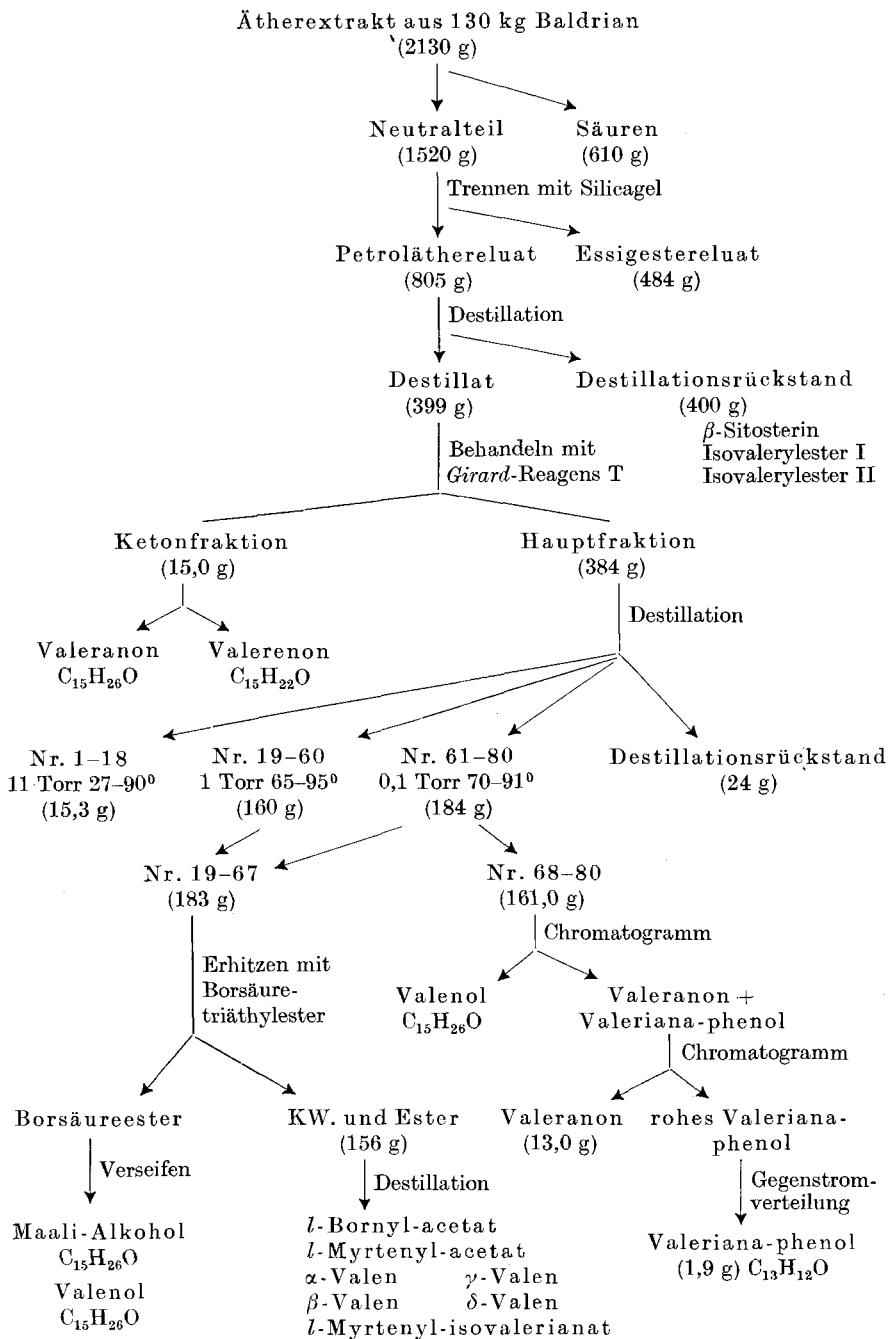 Ätherextrakt aus 130 kg Baldrian
(2130 g)
Neutralteil Säuren
(1520 g) (610 g)
Trennen mit Silicagel
Petroläthereluat Essigestereluat
(805 g) (484 g)
Destillation
Destillat Destillationsrückstand
(399 g) (400 g)
β-Sitosterin
Isovalerylester I
Isovalerylester II
Behandeln mit
Girard-Reagens T
Ketonfraktion Hauptfraktion
(15,0 g) (384 g)
Destillation
Valeranon Valerenon
C₁₅H₂₆O C₁₅H₂₂O
Nr. 1–18 Nr. 19–60 Nr. 61–80 Destillationsrückstand
11 Torr 27–90⁰ 1 Torr 65–95⁰ 0,1 Torr 70–91⁰ (24 g)
(15,3 g) (160 g) (184 g)
Nr. 19–67 Nr. 68–80
(183 g) (161,0 g)
Chromatogramm
Erhitzen mit
Borsäure-
triäthylester
Valenol Valeranon +
C₁₅H₂₆O Valeriana-phenol
Chromatogramm
Borsäureester KW. und Ester Valeranon rohes Valeriana-
(156 g) (13,0 g) phenol
Verseifen Destillation Gegenstrom-
verteilung
Maali-Alkohol
C₁₅H₂₆O
Valenol
C₁₅H₂₆O
l-Bornyl-acetat
l-Myrtenyl-acetat
α-Valen γ-Valen
β-Valen δ-Valen
l-Myrtenyl-isovalerianat
Valeriana-phenol
(1,9 g) C₁₃H₁₂O